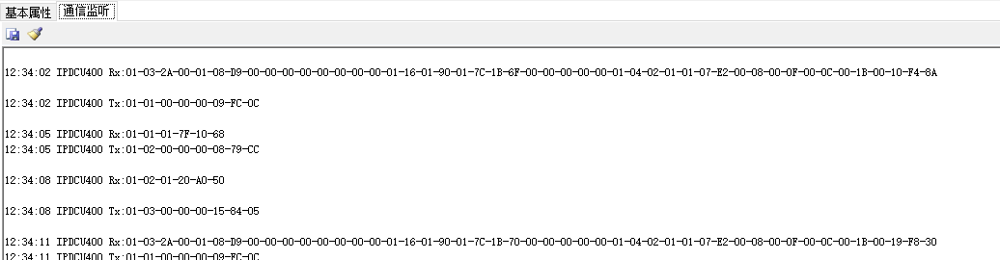 基本属性 通信监听
12:34:02 IPDCU400 Rx:01-03-2A-00-01-08-D9-00-00-00-00-00-00-00-00-01-16-01-90-01-7C-1B-6F-00-00-00-00-00-01-04-02-01-01-07-E2-00-08-00-0F-00-0C-00-1B-00-10-F4-8A
12:34:02 IPDCU400 Tx:01-01-00-00-00-09-FC-0C
12:34:05 IPDCU400 Rx:01-01-01-7F-10-68
12:34:05 IPDCU400 Tx:01-02-00-00-00-08-79-CC
12:34:08 IPDCU400 Rx:01-02-01-20-A0-50
12:34:08 IPDCU400 Tx:01-03-00-00-00-15-84-05
12:34:11 IPDCU400 Rx:01-03-2A-00-01-08-D9-00-00-00-00-00-00-00-00-01-16-01-90-01-7C-1B-70-00-00-00-00-00-01-04-02-01-01-07-E2-00-08-00-0F-00-0C-00-1B-00-19-F8-30
12:34:11 IPDCU400 Tx:01-01-00-00-00-09-FC-0C